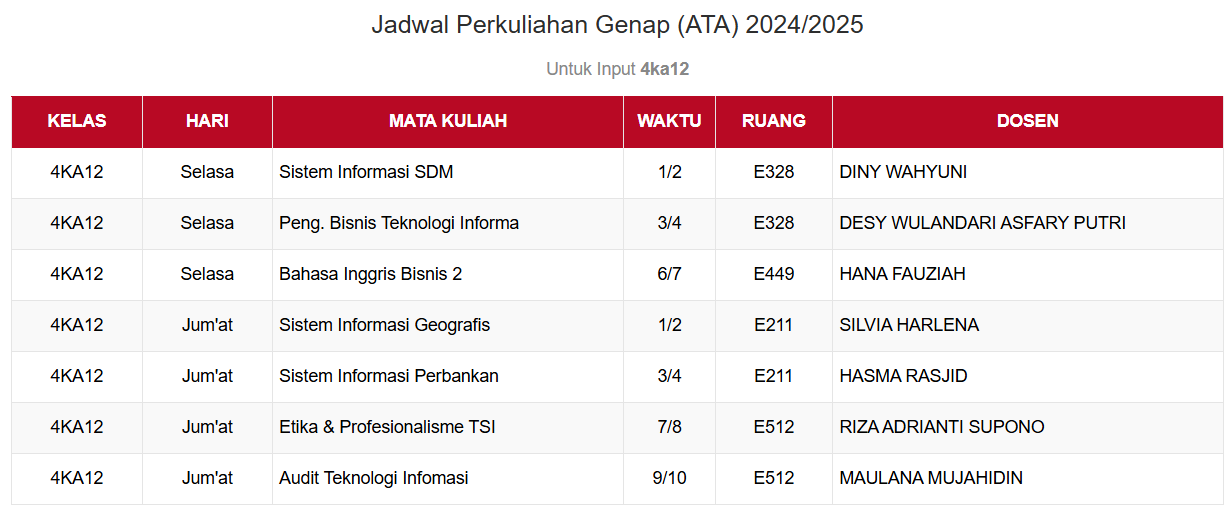 Jadwal Perkuliahan Genap (ATA) 2024/2025
Untuk Input 4ka12
KELAS HARI MATA KULIAH WAKTU RUANG DOSEN
4KA12 Selasa Sistem Informasi SDM 1/2 E328 DINY WAHYUNI
4KA12 Selasa Peng. Bisnis Teknologi Informa 3/4 E328 DESY WULANDARI ASFARY PUTRI
4KA12 Selasa Bahasa Inggris Bisnis 2 6/7 E449 HANA FAUZIAH
4KA12 Jum'at Sistem Informasi Geografis 1/2 E211 SILVIA HARLENA
4KA12 Jum'at Sistem Informasi Perbankan 3/4 E211 HASMA RASJID
4KA12 Jum'at Etika & Profesionalisme TSI 7/8 E512 RIZA ADRIANTI SUPONO
4KA12 Jum'at Audit Teknologi Infomasi 9/10 E512 MAULANA MUJAHIDIN